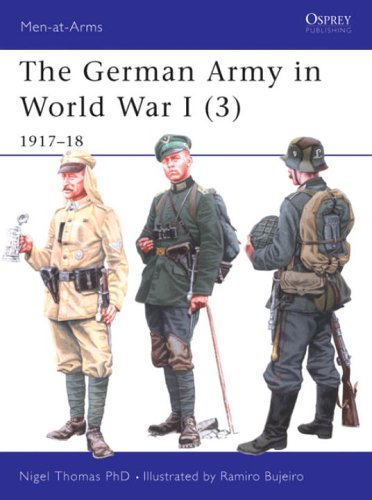 Men-at-Arms
OSPREY
PUBLISHING
The German Army in
World War I (3)
1917–18
Nigel Thomas PhD • Illustrated by Ramiro Bujeiro